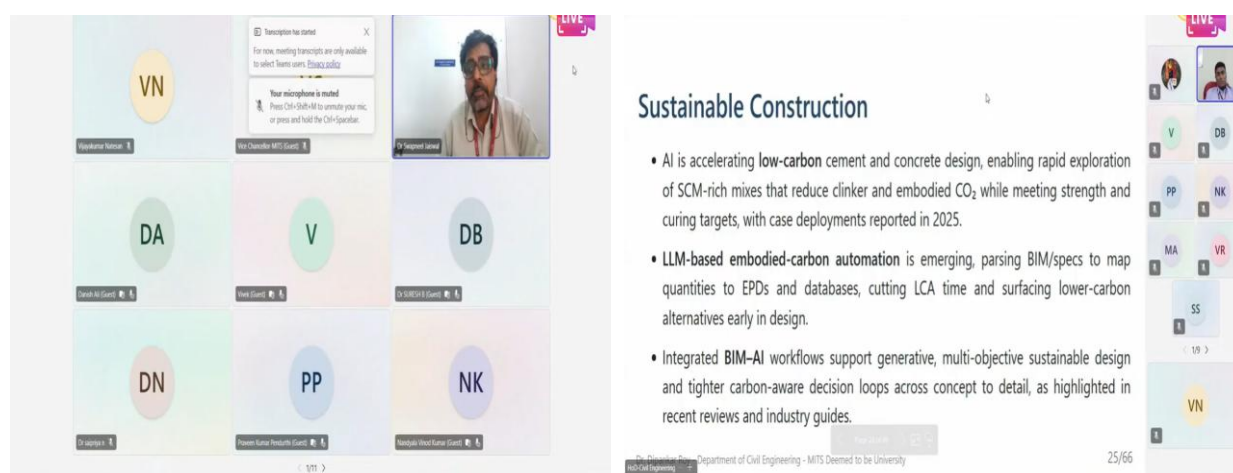 LIVE
Transcription has started
For now, meeting transcripts are only available
to select Teams users. Privacy policy
Your microphone is muted
Press Ctrl+Shift+M to unmute your mic,
or press and hold the Ctrl+Spacebar.
VN
Vijayakumar Natesan
Vice Chancellor MITS (Guest)
Dr Swapneel Jaiswal
DA
V
DB
Danish Ali (Guest)
Vivek (Guest)
Dr SURESH B (Guest)
DN
PP
NK
Praveen Kumar Pendurthi (Guest)
Nandyala Vinod Kumar (Guest)
1/11
LIVE
Sustainable Construction
• AI is accelerating low-carbon cement and concrete design, enabling rapid exploration
of SCM-rich mixes that reduce clinker and embodied CO₂ while meeting strength and
curing targets, with case deployments reported in 2025.
• LLM-based embodied-carbon automation is emerging, parsing BIM/specs to map
quantities to EPDs and databases, cutting LCA time and surfacing lower-carbon
alternatives early in design.
• Integrated BIM–AI workflows support generative, multi-objective sustainable design
and tighter carbon-aware decision loops across concept to detail, as highlighted in
recent reviews and industry guides.
Dr. Dipankar Roy - Department of Civil Engineering - MITS Deemed to be University
25/66
HoD-Civil Engineering
V
DB
PP
NK
MA
VR
SS
1/9
VN